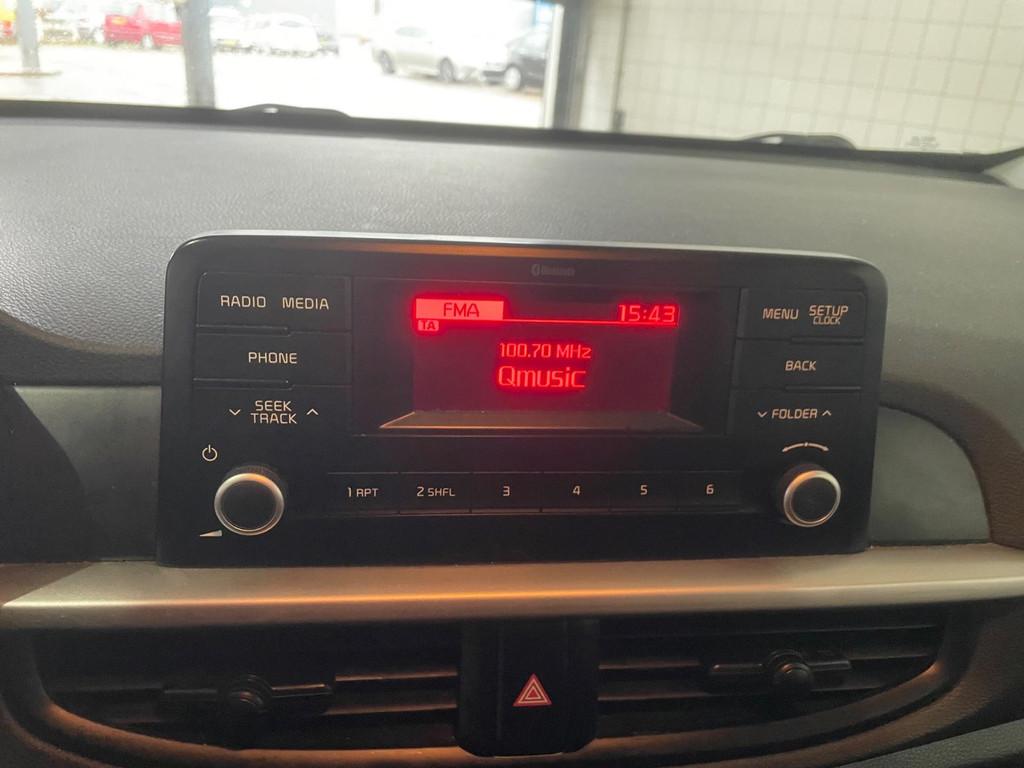 Bluetooth
RADIO MEDIA
FMA 15:43
TA
MENU SETUP
CLOCK
100.70 MHz
PHONE
BACK
Qmusic
SEEK
TRACK
FOLDER
1 RPT 2 SHFL 3 4 5 6